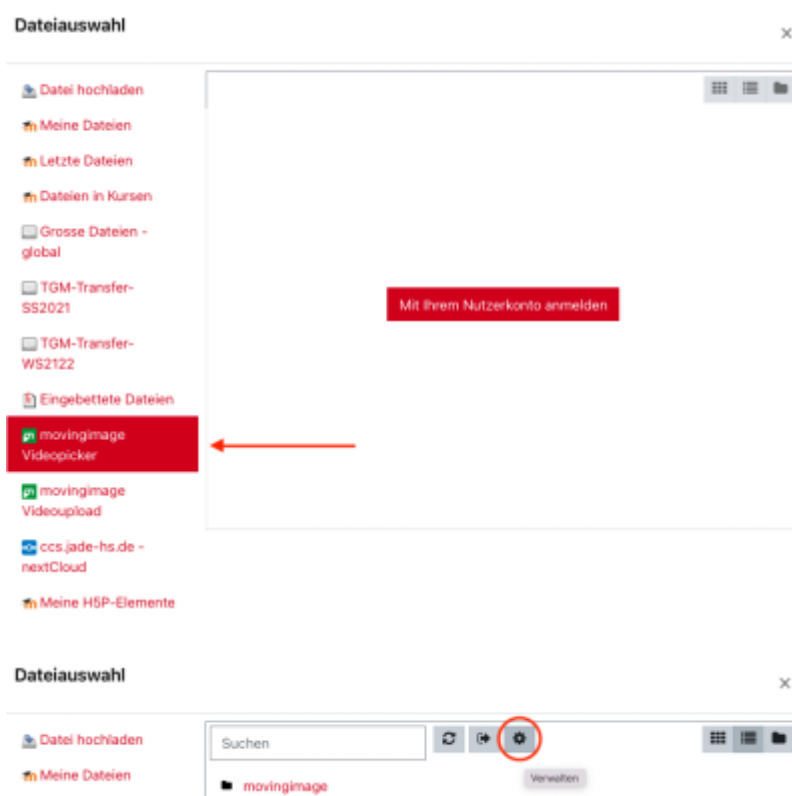 Dateiauswahl
Datei hochladen
Meine Dateien
Letzte Dateien
Dateien in Kursen
Grosse Dateien -
global
TGM-Transfer-
SS2021
TGM-Transfer-
WS2122
Eingebettete Dateien
movingimage
Videopicker
movingimage
Videoupload
ccs.jade-hs.de -
nextCloud
Meine H5P-Elemente
Mit Ihrem Nutzerkonto anmelden
Dateiauswahl
Datei hochladen
Meine Dateien
Suchen
Verwalten
movingimage